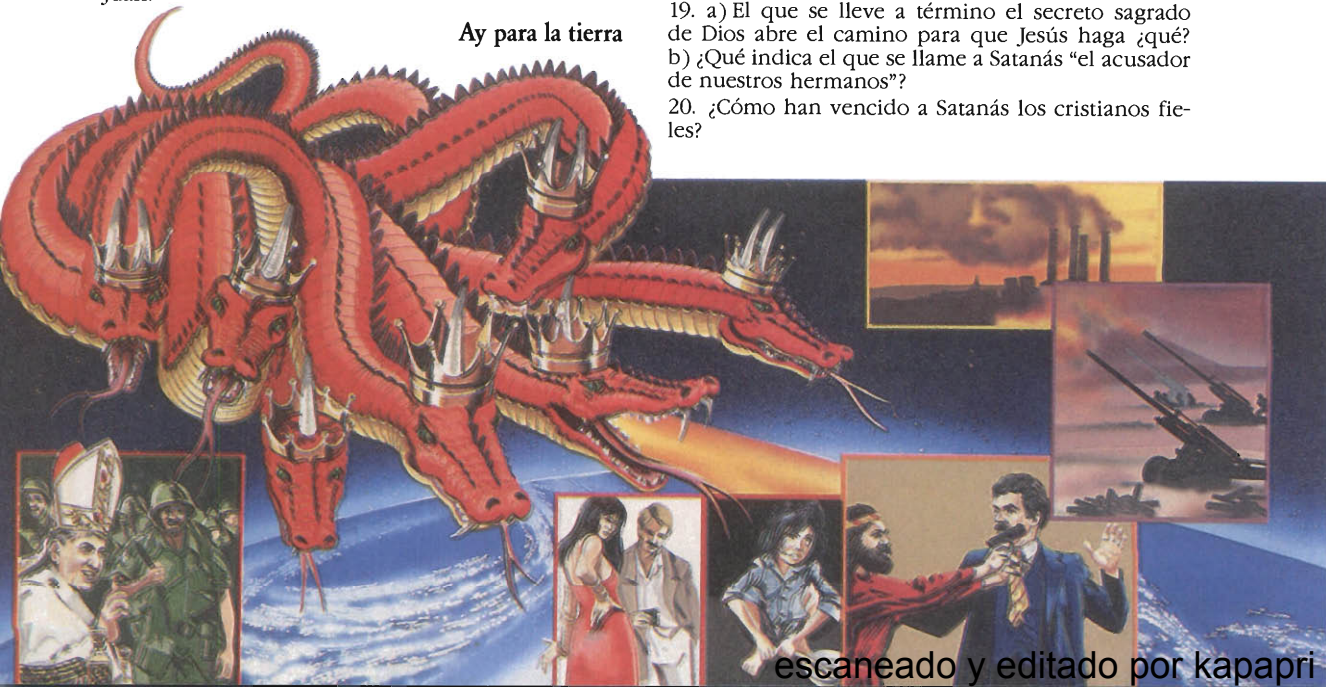 Juan.
Ay para la tierra
19. a) El que se lleve a término el secreto sagrado
de Dios abre el camino para que Jesús haga ¿qué?
b) ¿Qué indica el que se llame a Satanás “el acusador
de nuestros hermanos”?
20. ¿Cómo han vencido a Satanás los cristianos fie-
les?
escaneado y editado por kapapri